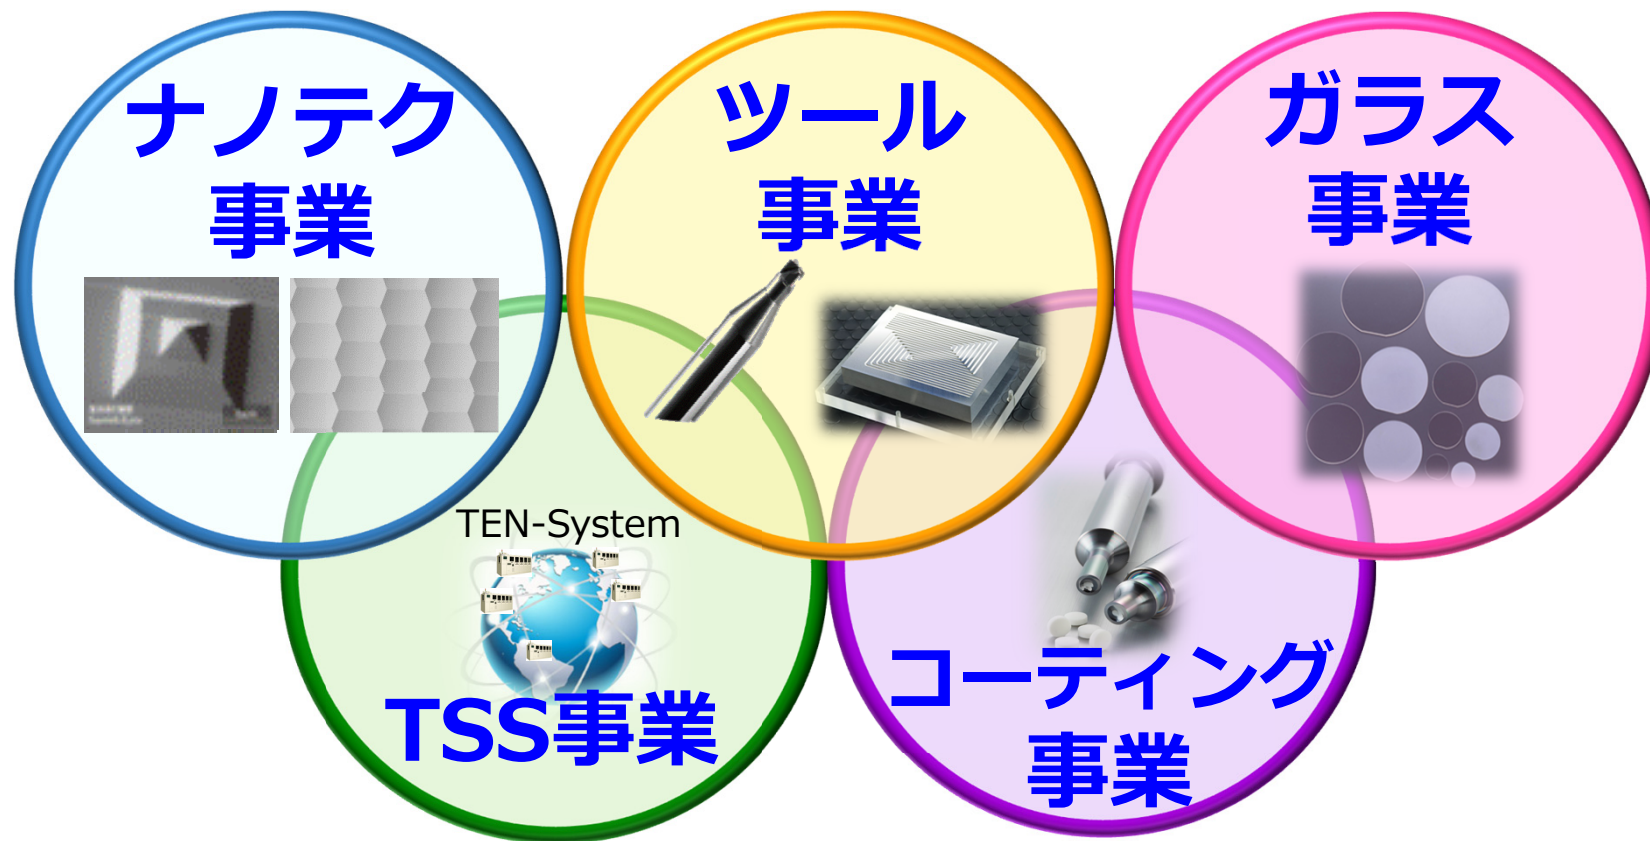 ナノテク
事業
ツール
事業
ガラス
事業
TEN-System
TSS事業
コーティング
事業